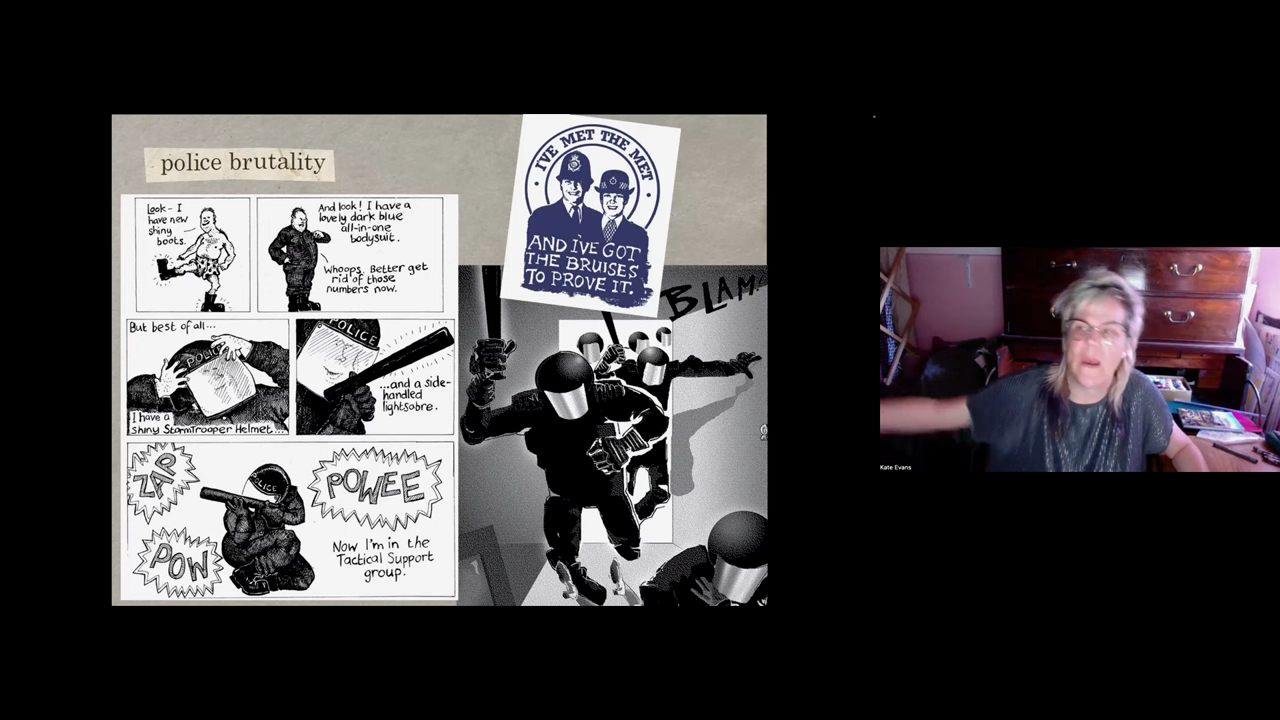 police brutality
Look - I
have new
shiny
boots.
And look! I have a
lovely dark blue
all-in-one
bodysuit.
Whoops. Better get
rid of those
numbers now.
But best of all...
POLICE
I have a
shiny StormTrooper Helmet...
POLICE
...and a side-
handled
lightsabre.
ZAP
POW
POLICE
POWEE
Now I'm in the
Tactical Support
group.
I'VE MET THE MET
AND I'VE GOT
THE BRUISES
TO PROVE IT.
BLAM
Kate Evans